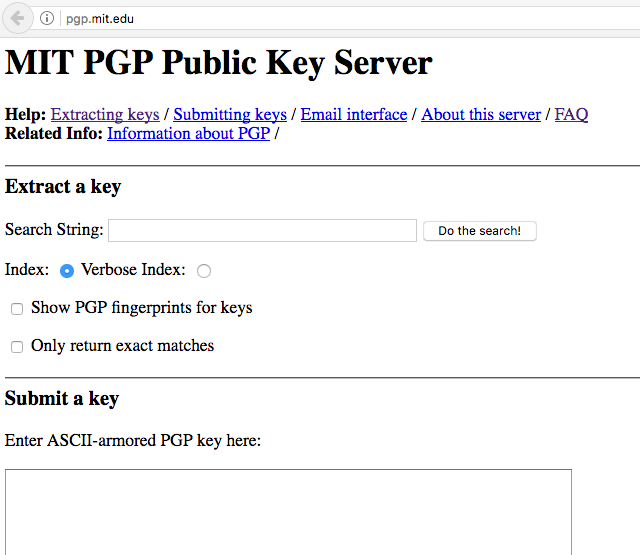 pgp.mit.edu
MIT PGP Public Key Server
Help: Extracting keys / Submitting keys / Email interface / About this server / FAQ
Related Info: Information about PGP /
Extract a key
Search String: Do the search!
Index: Verbose Index:
Show PGP fingerprints for keys
Only return exact matches
Submit a key
Enter ASCII-armored PGP key here: